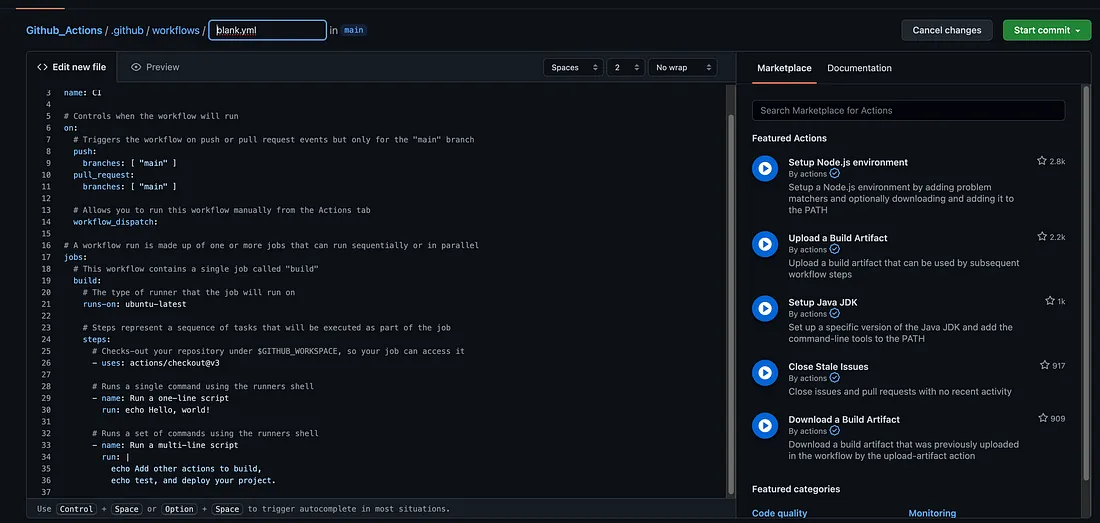 Github_Actions / .github / workflows / blank.yml in main
Cancel changes
Start commit
Edit new file
Preview
Spaces
2
No wrap
3 name: CI
4
5 # Controls when the workflow will run
6 on:
7 # Triggers the workflow on push or pull request events but only for the "main" branch
8 push:
9 branches: [ "main" ]
10 pull_request:
11 branches: [ "main" ]
12
13 # Allows you to run this workflow manually from the Actions tab
14 workflow_dispatch:
15
16 # A workflow run is made up of one or more jobs that can run sequentially or in parallel
17 jobs:
18 # This workflow contains a single job called "build"
19 build:
20 # The type of runner that the job will run on
21 runs-on: ubuntu-latest
22
23 # Steps represent a sequence of tasks that will be executed as part of the job
24 steps:
25 # Checks-out your repository under $GITHUB_WORKSPACE, so your job can access it
26 - uses: actions/checkout@v3
27
28 # Runs a single command using the runners shell
29 - name: Run a one-line script
30 run: echo Hello, world!
31
32 # Runs a set of commands using the runners shell
33 - name: Run a multi-line script
34 run: |
35 echo Add other actions to build,
36 echo test, and deploy your project.
37
Use Control + Space or Option + Space to trigger autocomplete in most situations.
Marketplace
Documentation
Search Marketplace for Actions
Featured Actions
Setup Node.js environment
2.8k
By actions
Setup a Node.js environment by adding problem
matchers and optionally downloading and adding it to
the PATH
Upload a Build Artifact
2.2k
By actions
Upload a build artifact that can be used by subsequent
workflow steps
Setup Java JDK
1k
By actions
Set up a specific version of the Java JDK and add the
command-line tools to the PATH
Close Stale Issues
917
By actions
Close issues and pull requests with no recent activity
Download a Build Artifact
909
By actions
Download a build artifact that was previously uploaded
in the workflow by the upload-artifact action
Featured categories
Code quality
Monitoring